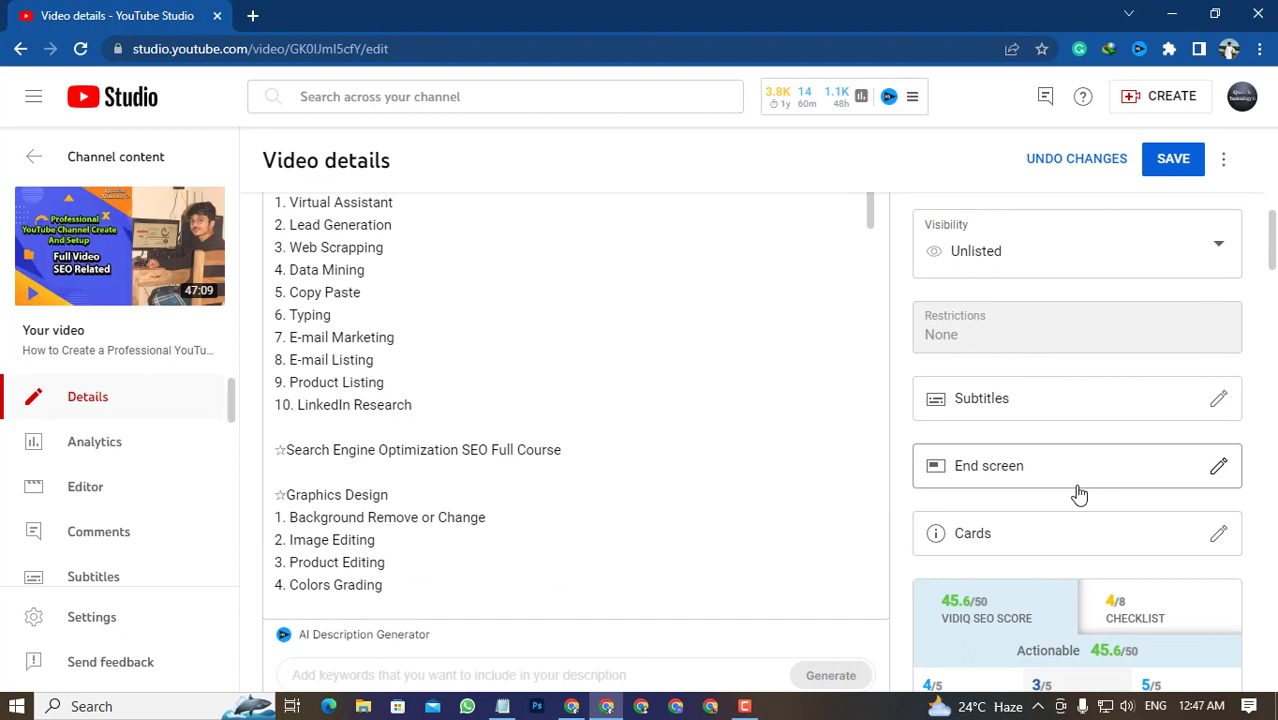 Video details - YouTube Studio
studio.youtube.com/video/GK0IJmI5cfY/edit
Studio
Search across your channel
3.8K 14 1.1K
1y 60m 48h
CREATE
Channel content
Video details
UNDO CHANGES
SAVE
Professional
YouTube Channel Create
And Setup
Full Video
SEO Related
47:09
Your video
How to Create a Professional YouTu...
Details
Analytics
Editor
Comments
Subtitles
Settings
Send feedback
1. Virtual Assistant
2. Lead Generation
3. Web Scrapping
4. Data Mining
5. Copy Paste
6. Typing
7. E-mail Marketing
8. E-mail Listing
9. Product Listing
10. LinkedIn Research
☆Search Engine Optimization SEO Full Course
☆Graphics Design
1. Background Remove or Change
2. Image Editing
3. Product Editing
4. Colors Grading
AI Description Generator
Add keywords that you want to include in your description
Generate
Visibility
Unlisted
Restrictions
None
Subtitles
End screen
Cards
45.6/50
VIDIQ SEO SCORE
4/8
CHECKLIST
Actionable 45.6/50
4/5 3/5 5/5
Search
24°C Haze
12:47 AM